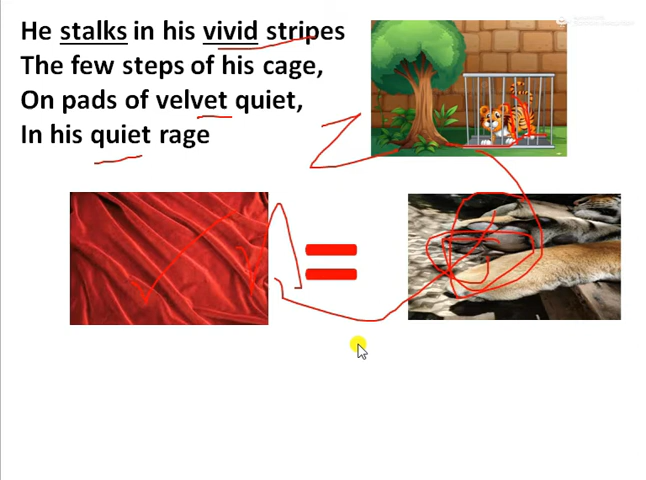 He stalks in his vivid stripes
The few steps of his cage,
On pads of velvet quiet,
In his quiet rage